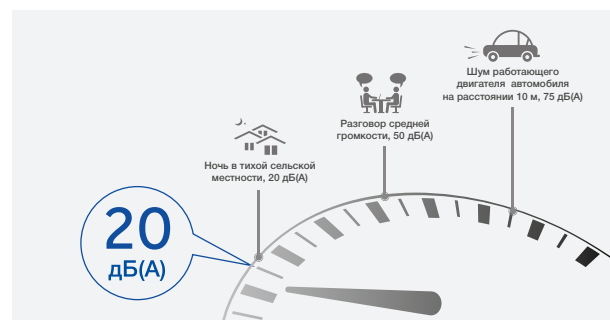 Шум работающего
двигателя автомобиля
на расстоянии 10 м, 75 дБ(А)
Разговор средней
громкости, 50 дБ(А)
Ночь в тихой сельской
местности, 20 дБ(А)
20
дБ(А)